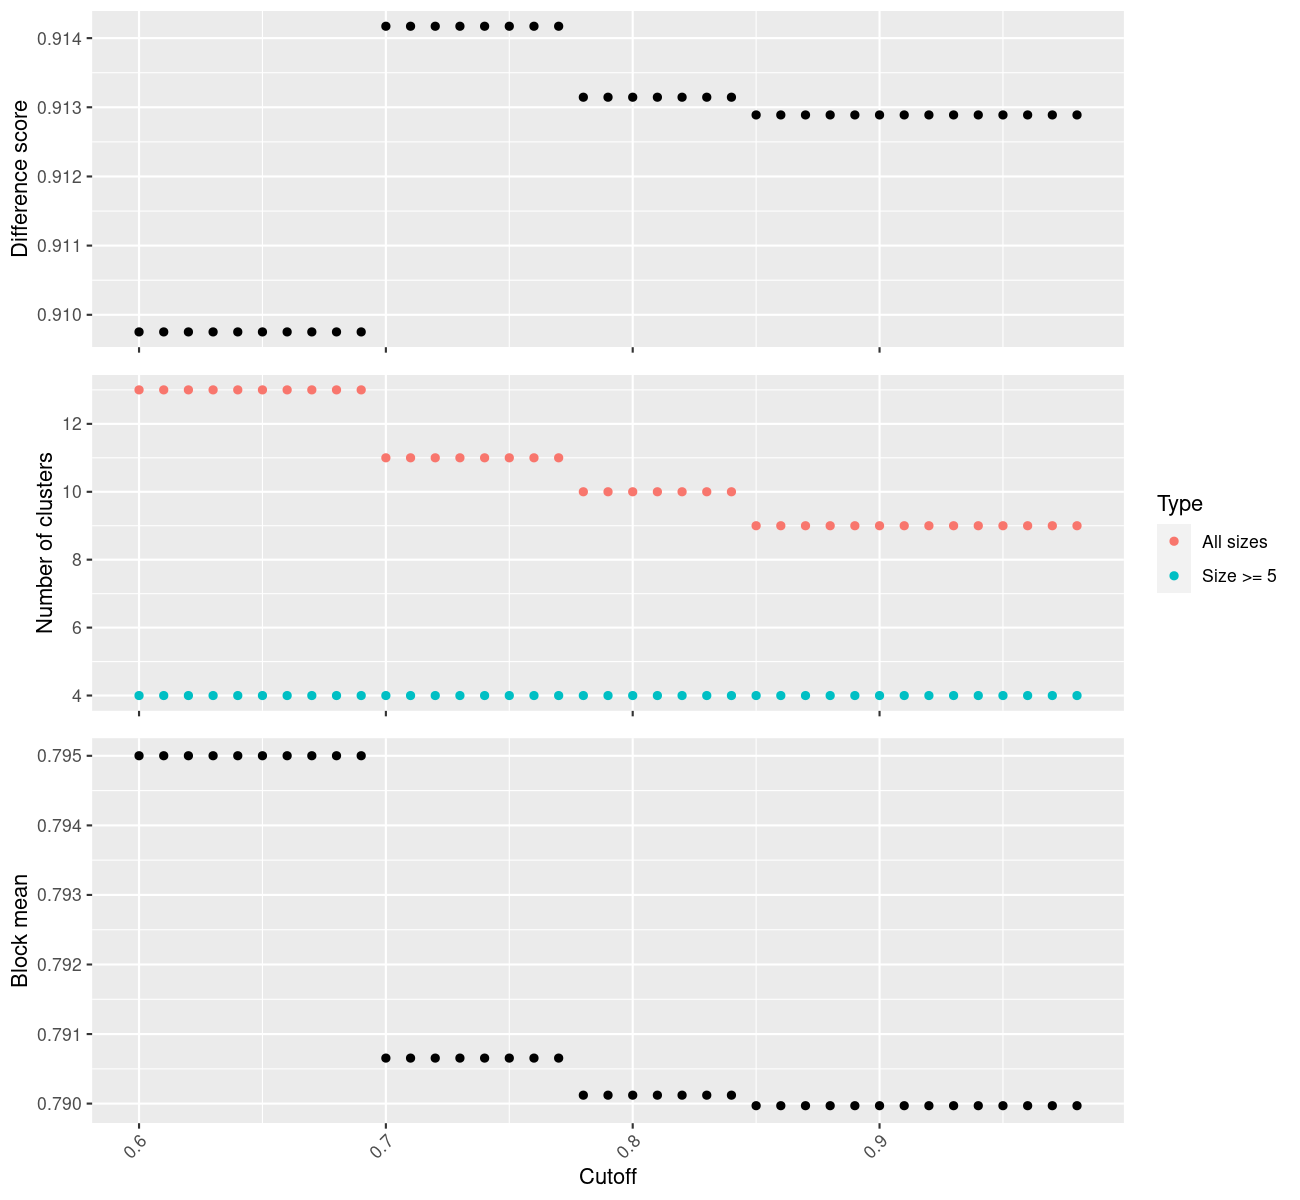 Difference score
0.914
0.913
0.912
0.911
0.910
Number of clusters
12
10
8
6
4
Type
All sizes
Size >= 5
Block mean
0.795
0.794
0.793
0.792
0.791
0.790
0.6
0.7
0.8
0.9
Cutoff